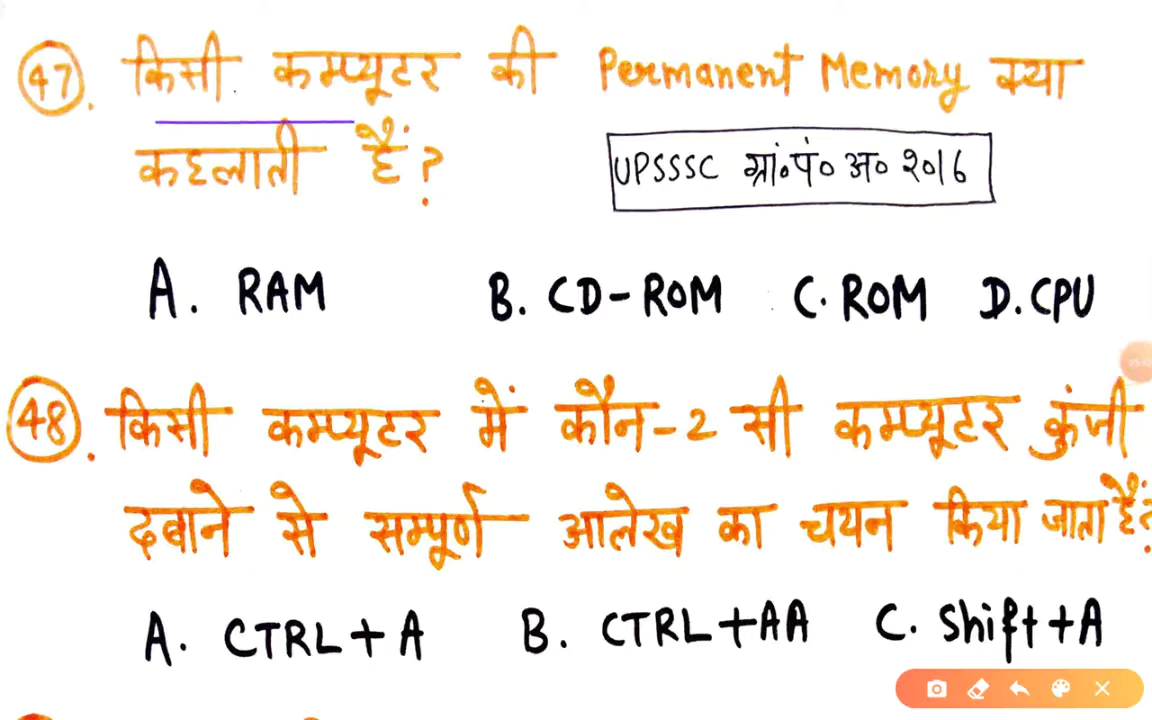 47. किसी कम्प्यूटर की Permanent Memory क्या
कहलाती हैं?
UPSSSC ग्रां०पं० अ० २०१6
A. RAM B. CD-ROM C. ROM D. CPU
48. किसी कम्प्यूटर में कौन-2 सी कम्प्यूटर कुंजी
दबाने से सम्पूर्ण आलेख का चयन किया जाता हैं?
A. CTRL+A B. CTRL+AA C. Shift+A